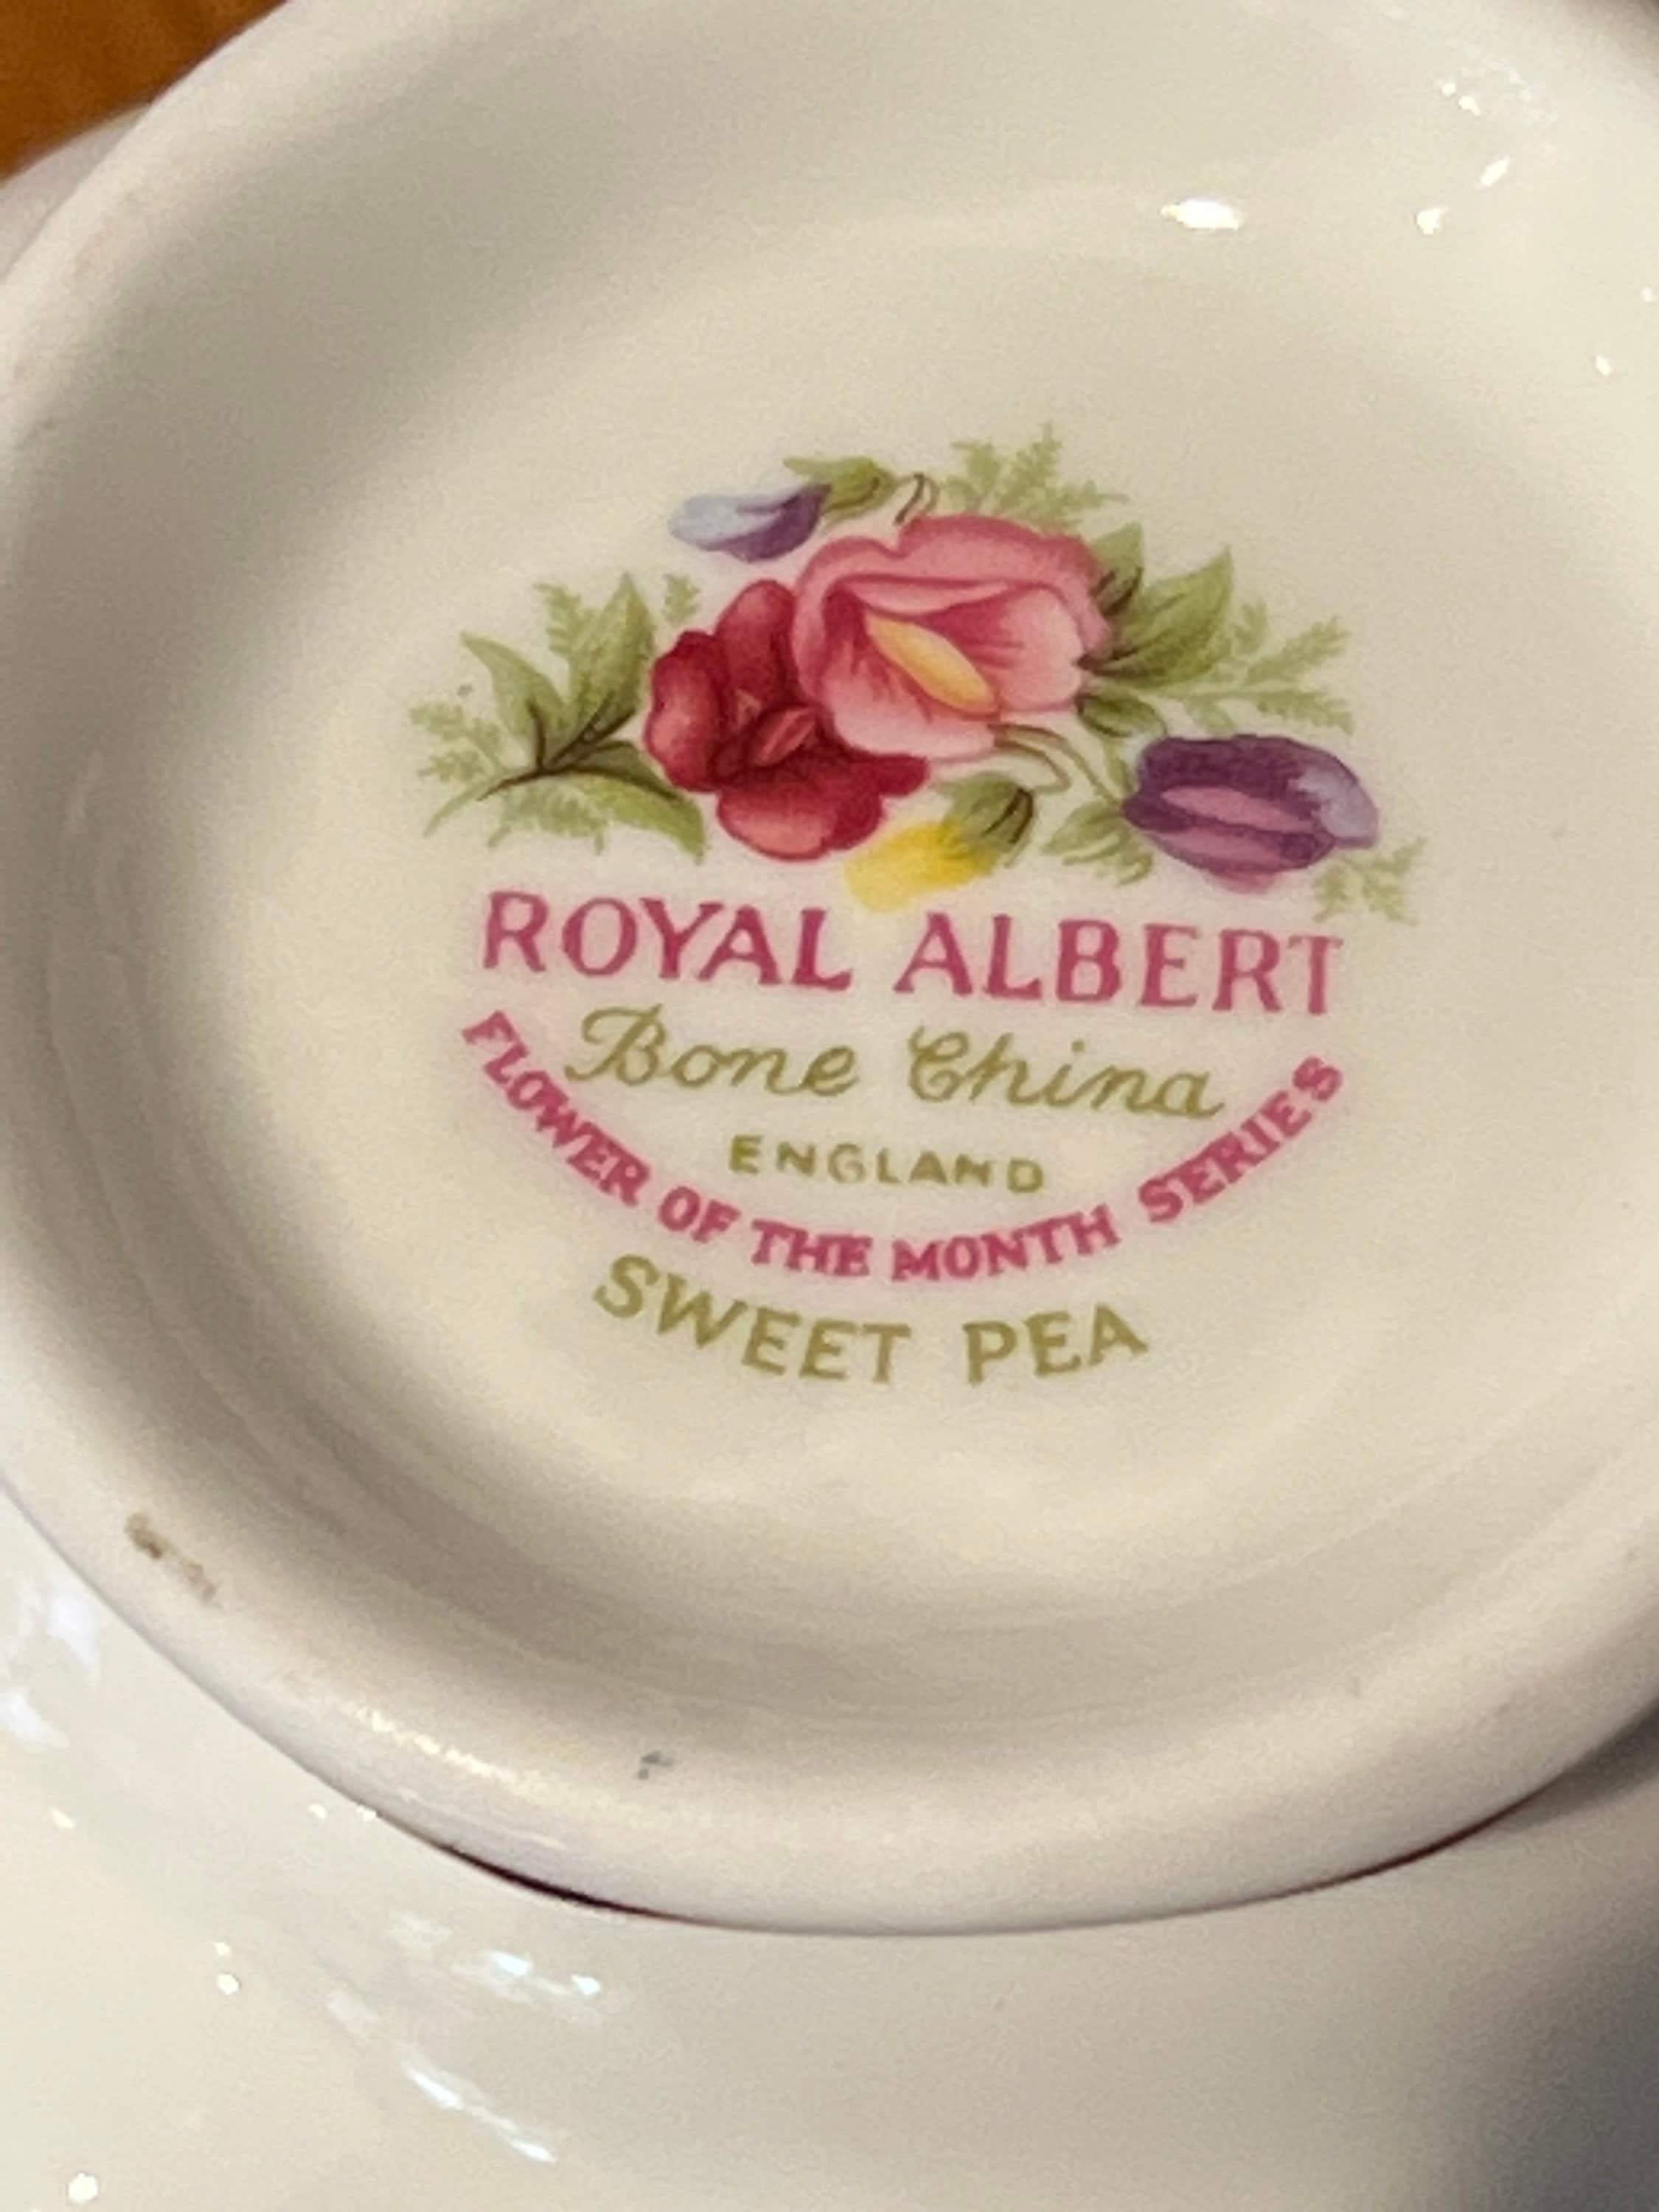 ROYAL ALBERT
Bone China
ENGLAND
FLOWER OF THE MONTH SERIES
SWEET PEA